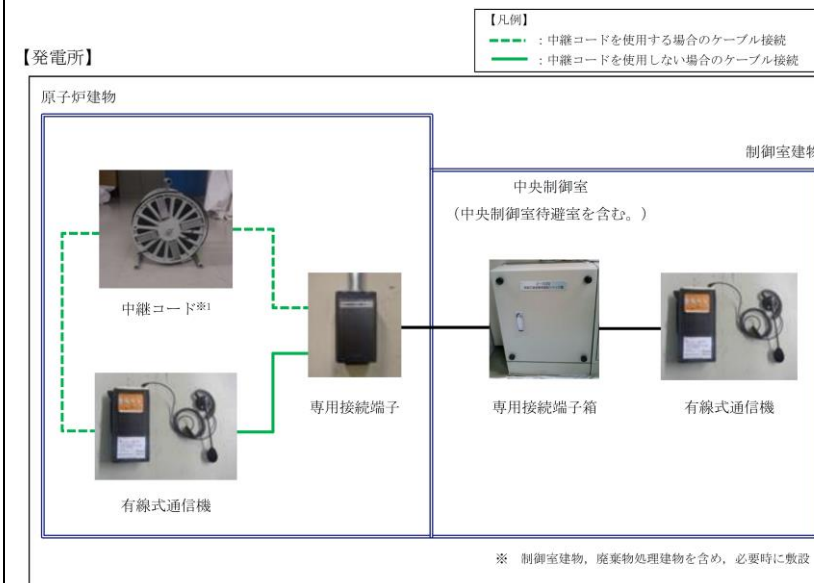 【凡例】
：中継コードを使用する場合のケーブル接続
：中継コードを使用しない場合のケーブル接続
【発電所】
原子炉建物
制御室建物
中央制御室
（中央制御室待避室を含む。）
中継コード※1
専用接続端子
専用接続端子箱
有線式通信機
有線式通信機
※　制御室建物，廃棄物処理建物を含め，必要時に敷設